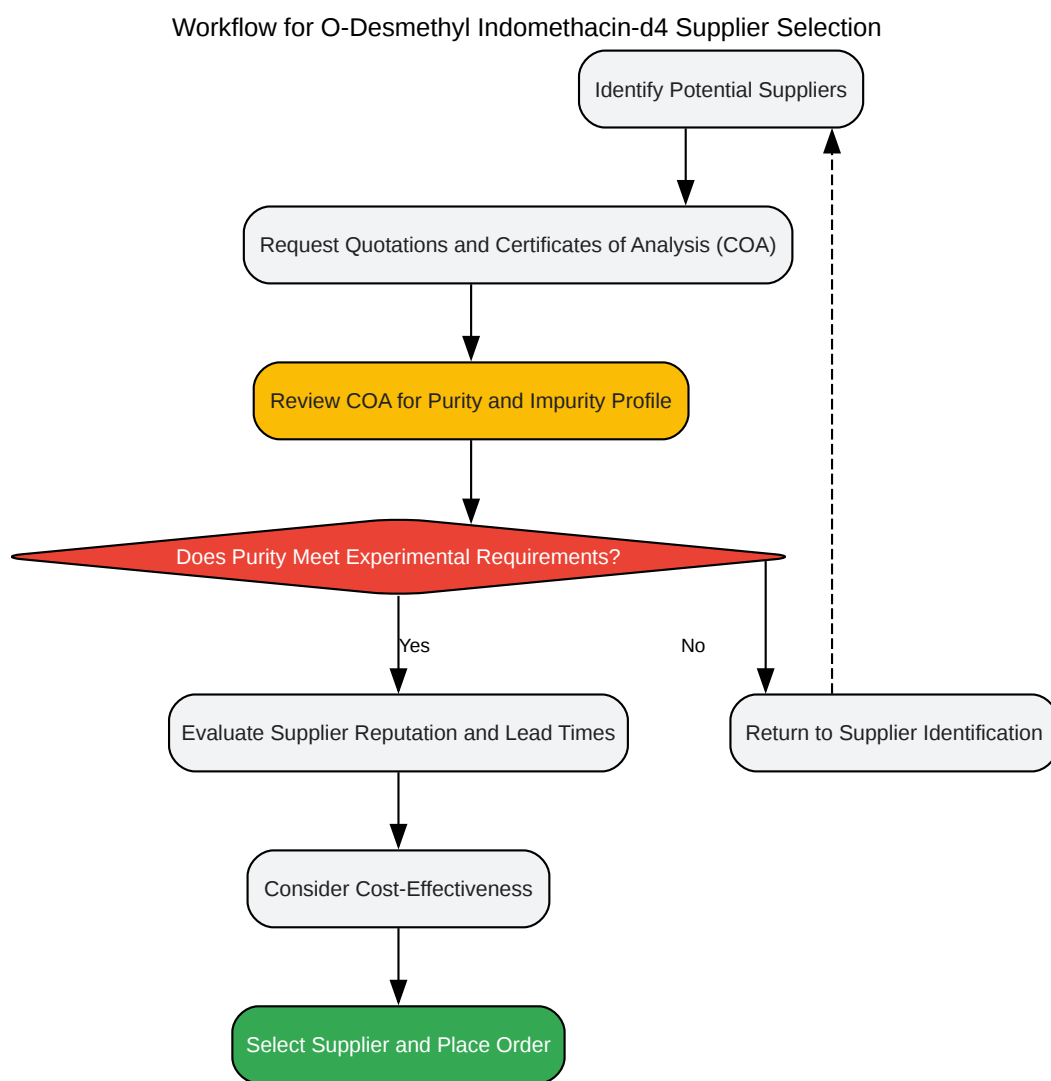 Workflow for O-Desmethyl Indomethacin-d4 Supplier Selection
Identify Potential Suppliers
Request Quotations and Certificates of Analysis (COA)
Review COA for Purity and Impurity Profile
Does Purity Meet Experimental Requirements?
Yes
No
Evaluate Supplier Reputation and Lead Times
Return to Supplier Identification
Consider Cost-Effectiveness
Select Supplier and Place Order